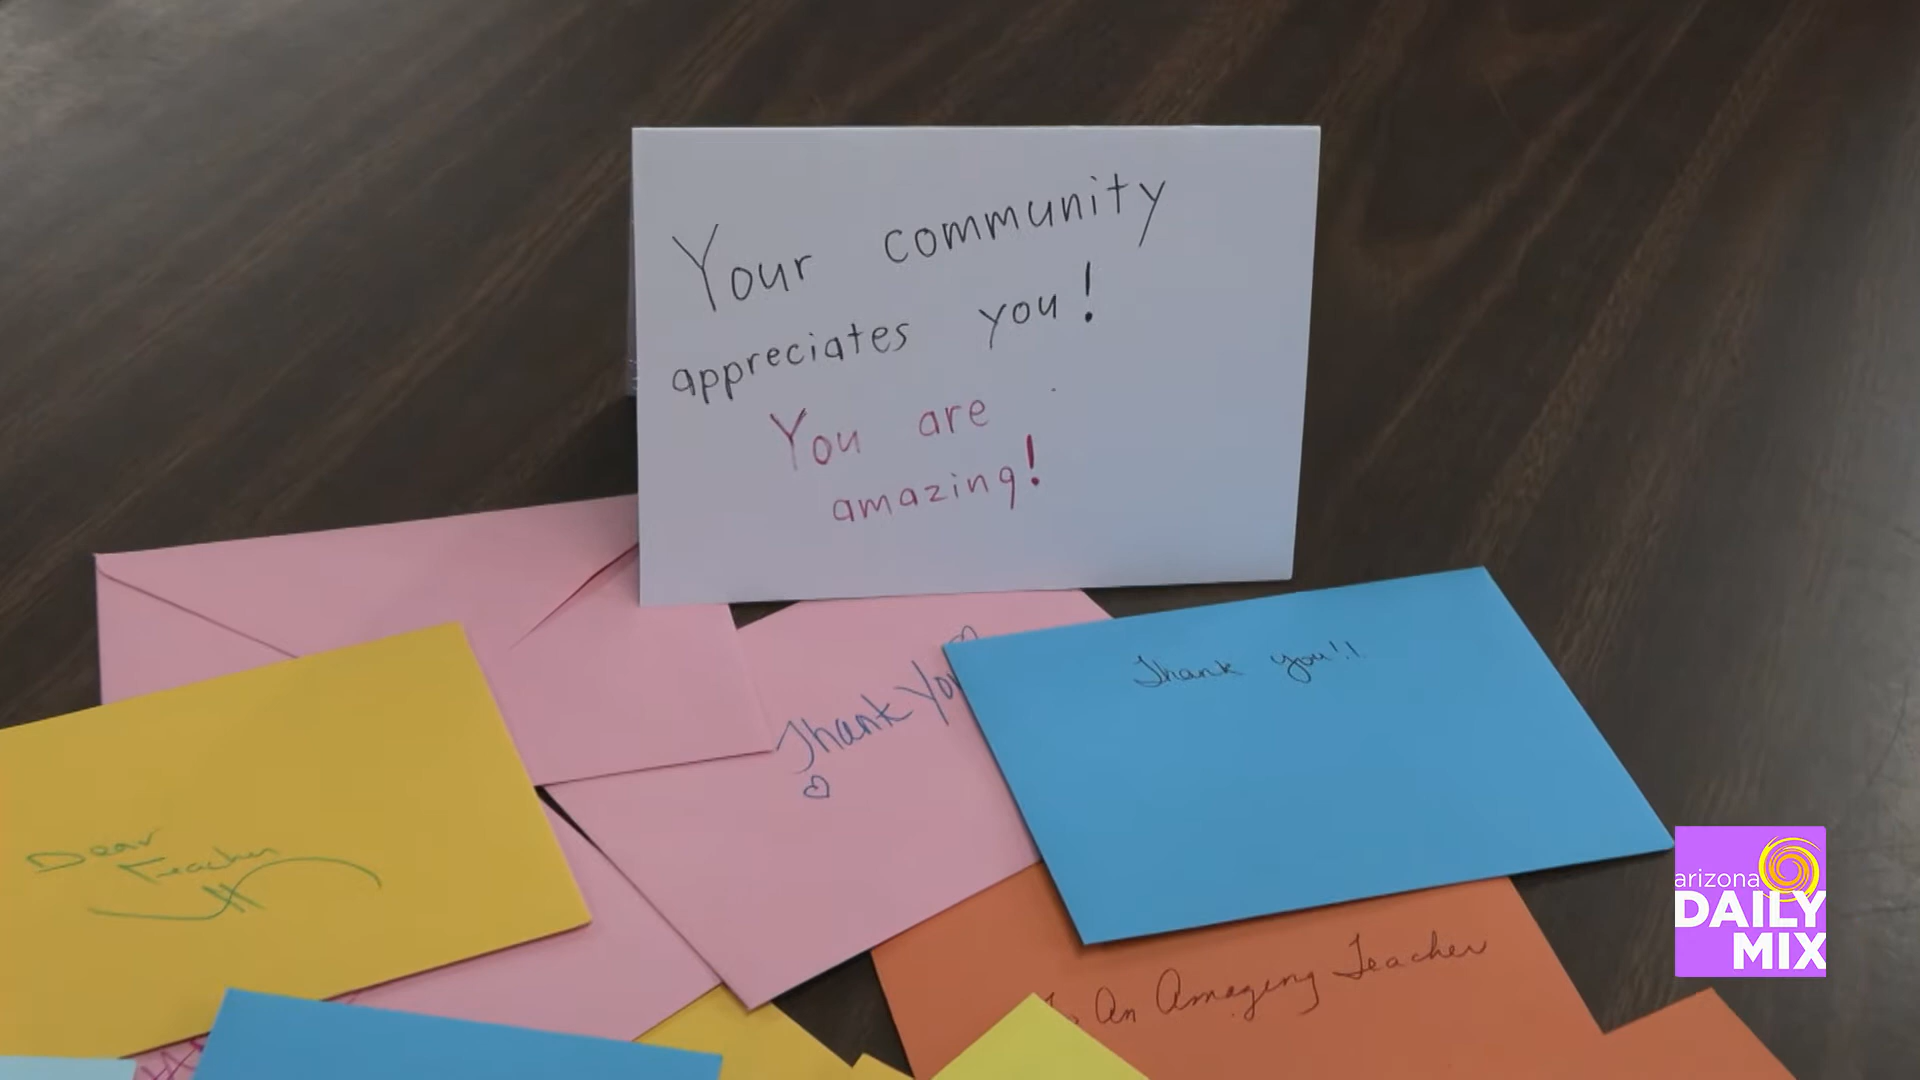 Your community
appreciates you!
You are
amazing!
Thank you!!
Thank You
Dear
Teacher
An Amazing Teacher
arizona
DAILY
MIX